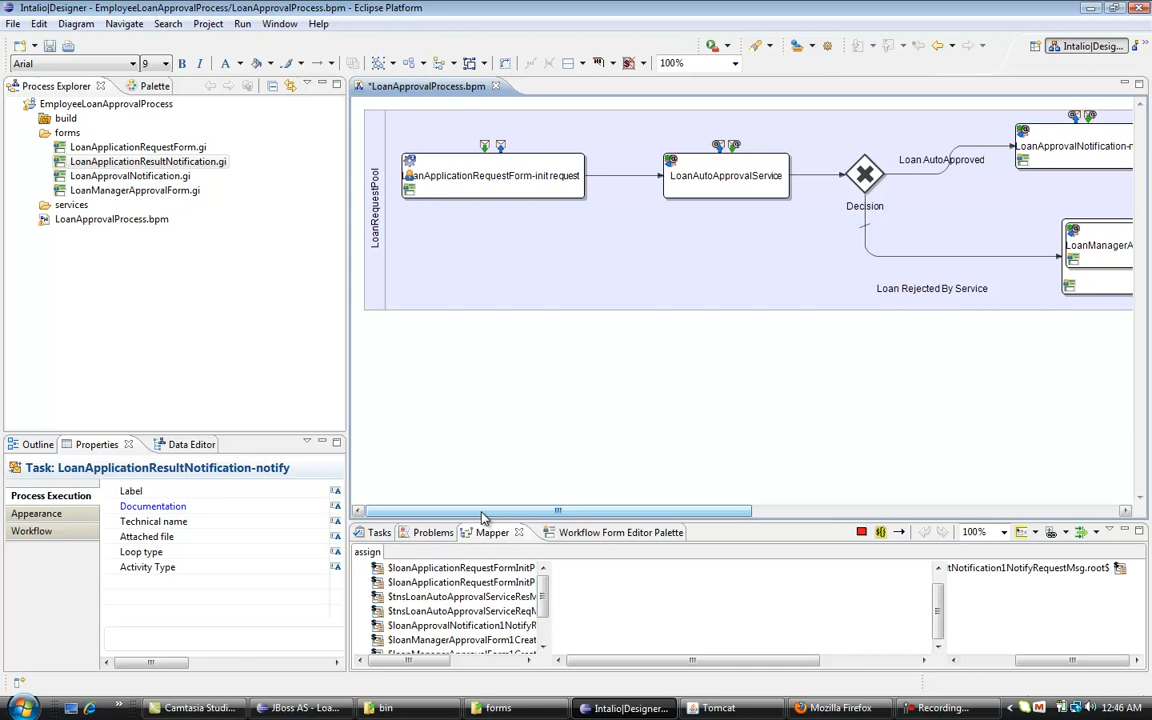 Intalio|Designer - EmployeeLoanApprovalProcess/LoanApprovalProcess.bpm - Eclipse Platform
File Edit Diagram Navigate Search Project Run Window Help
Intalio|Desig...
Arial 9 B I A 100%
Process Explorer Palette
*LoanApprovalProcess.bpm
EmployeeLoanApprovalProcess
build
forms
LoanApplicationRequestForm.gi
LoanApplicationResultNotification.gi
LoanApprovalNotification.gi
LoanManagerApprovalForm.gi
services
LoanApprovalProcess.bpm
LoanRequestPool
LoanApplicationRequestForm-init request
LoanAutoApprovalService
Decision
Loan AutoApproved
LoanApprovalNotification-n
LoanManagerA
Loan Rejected By Service
Outline Properties Data Editor
Task: LoanApplicationResultNotification-notify
Process Execution
Appearance
Workflow
Label
Documentation
Technical name
Attached file
Loop type
Activity Type
Tasks Problems Mapper Workflow Form Editor Palette 100%
assign
$loanApplicationRequestFormInitP
$loanApplicationRequestFormInitP
$tnsLoanAutoApprovalServiceResM
$tnsLoanAutoApprovalServiceReqM
$loanApprovalNotification1NotifyR
$loanManagerApprovalForm1Creat
$loanManagerApprovalForm1Creat
tNotification1NotifyRequestMsg.root$
Camtasia Studi... JBoss AS - Loa... bin forms Intalio|Designer... Tomcat Mozilla Firefox Recording... 12:46 AM